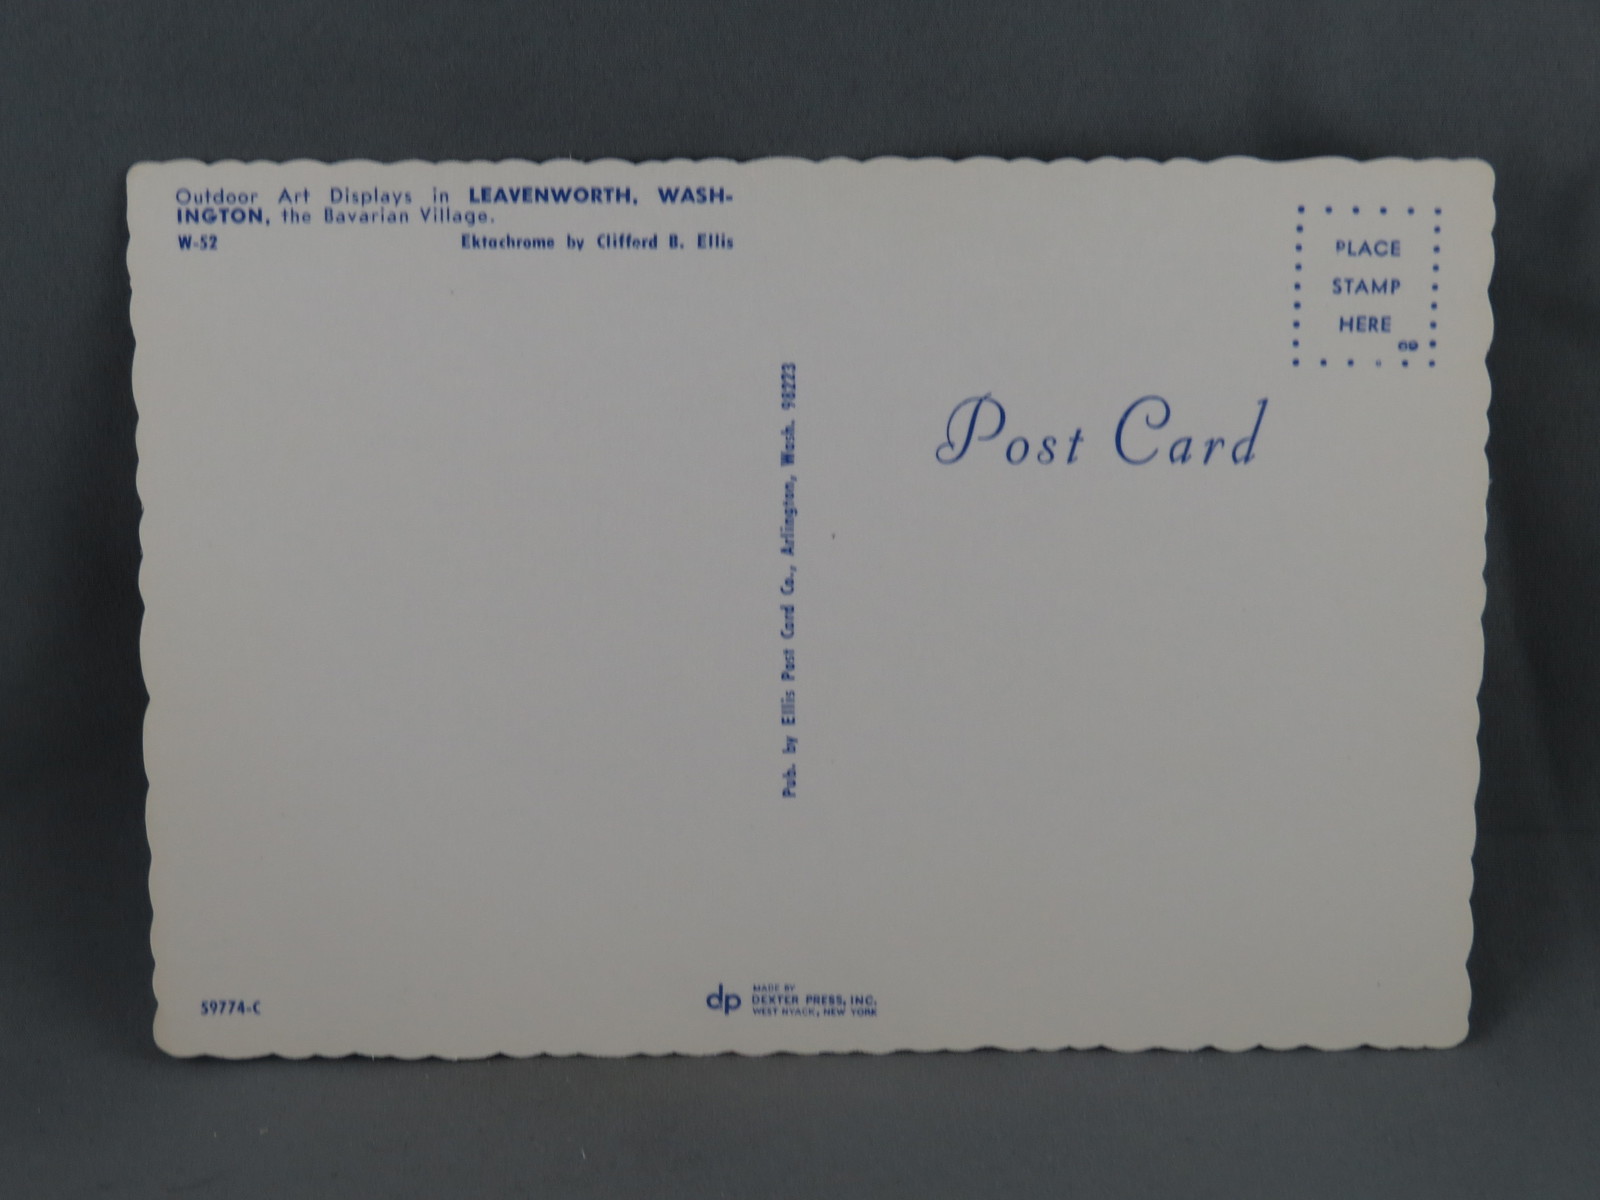 Outdoor Art Displays in LEAVENWORTH, WASH-
INGTON, the Bavarian Village.
W-52 Ektachrome by Clifford B. Ellis
PLACE
STAMP
HERE
Post Card
Pub. by Ellis Post Card Co., Arlington, Wash. 98223
59774-C
dp
MADE BY
DEXTER PRESS, INC.
WEST NYACK, NEW YORK